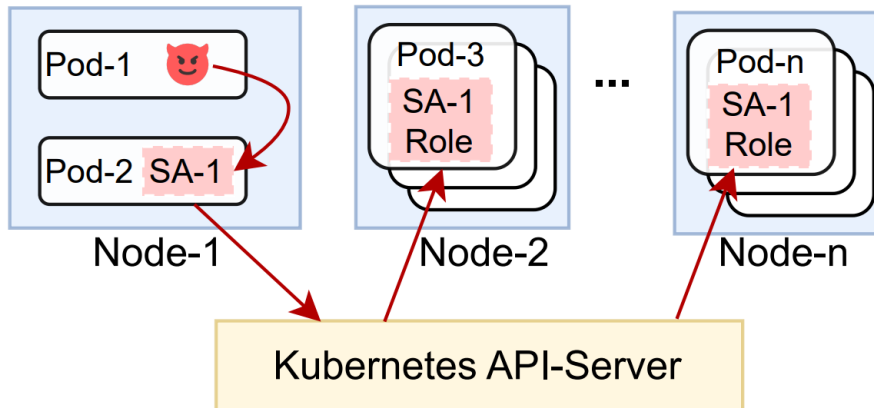 Pod-1
Pod-2 SA-1
Node-1
Pod-3
SA-1
Role
Node-2
...
Pod-n
SA-1
Role
Node-n
Kubernetes API-Server